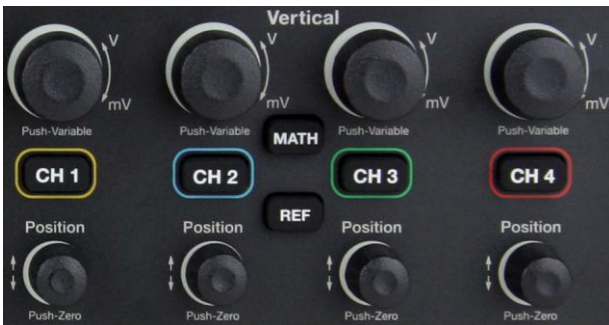 Vertical
V
V
V
V
mV
mV
mV
mV
Push-Variable
Push-Variable
Push-Variable
Push-Variable
MATH
CH 1
CH 2
CH 3
CH 4
REF
Position
Position
Position
Position
Push-Zero
Push-Zero
Push-Zero
Push-Zero